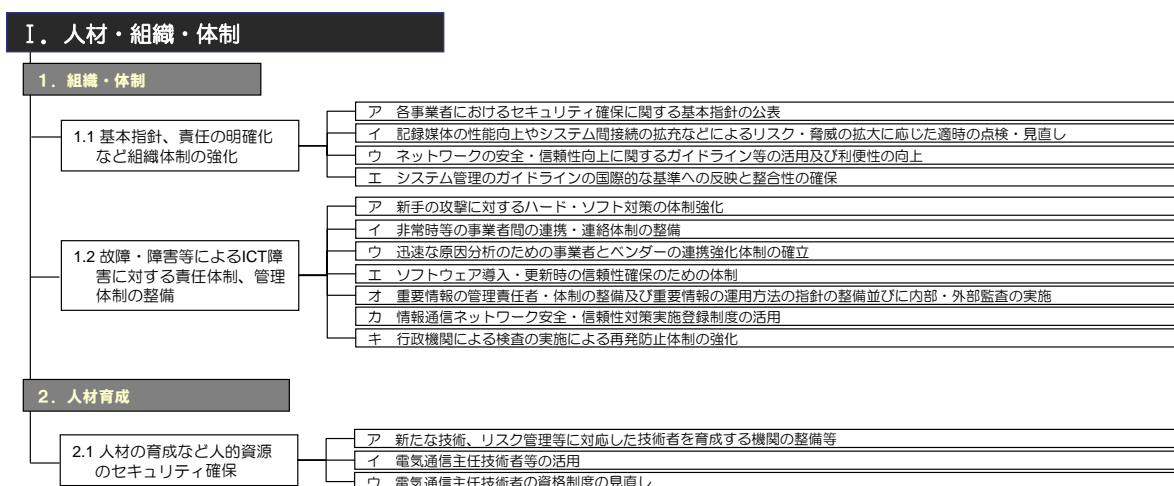 Ⅰ．人材・組織・体制
1．組織・体制
1.1 基本指針、責任の明確化
など組織体制の強化
ア 各事業者におけるセキュリティ確保に関する基本指針の公表
イ 記録媒体の性能向上やシステム間接続の拡充などによるリスク・脅威の拡大に応じた適時の点検・見直し
ウ ネットワークの安全・信頼性向上に関するガイドライン等の活用及び利便性の向上
エ システム管理のガイドラインの国際的な基準への反映と整合性の確保
1.2 故障・障害等によるICT障
害に対する責任体制、管理
体制の整備
ア 新手の攻撃に対するハード・ソフト対策の体制強化
イ 非常時等の事業者間の連携・連絡体制の整備
ウ 迅速な原因分析のための事業者とベンダーの連携強化体制の確立
エ ソフトウェア導入・更新時の信頼性確保のための体制
オ 重要情報の管理責任者・体制の整備及び重要情報の運用方法の指針の整備並びに内部・外部監査の実施
カ 情報通信ネットワーク安全・信頼性対策実施登録制度の活用
キ 行政機関による検査の実施による再発防止体制の強化
2．人材育成
2.1 人材の育成など人的資源
のセキュリティ確保
ア 新たな技術、リスク管理等に対応した技術者を育成する機関の整備等
イ 電気通信主任技術者等の活用
ウ 電気通信主任技術者の資格制度の見直し